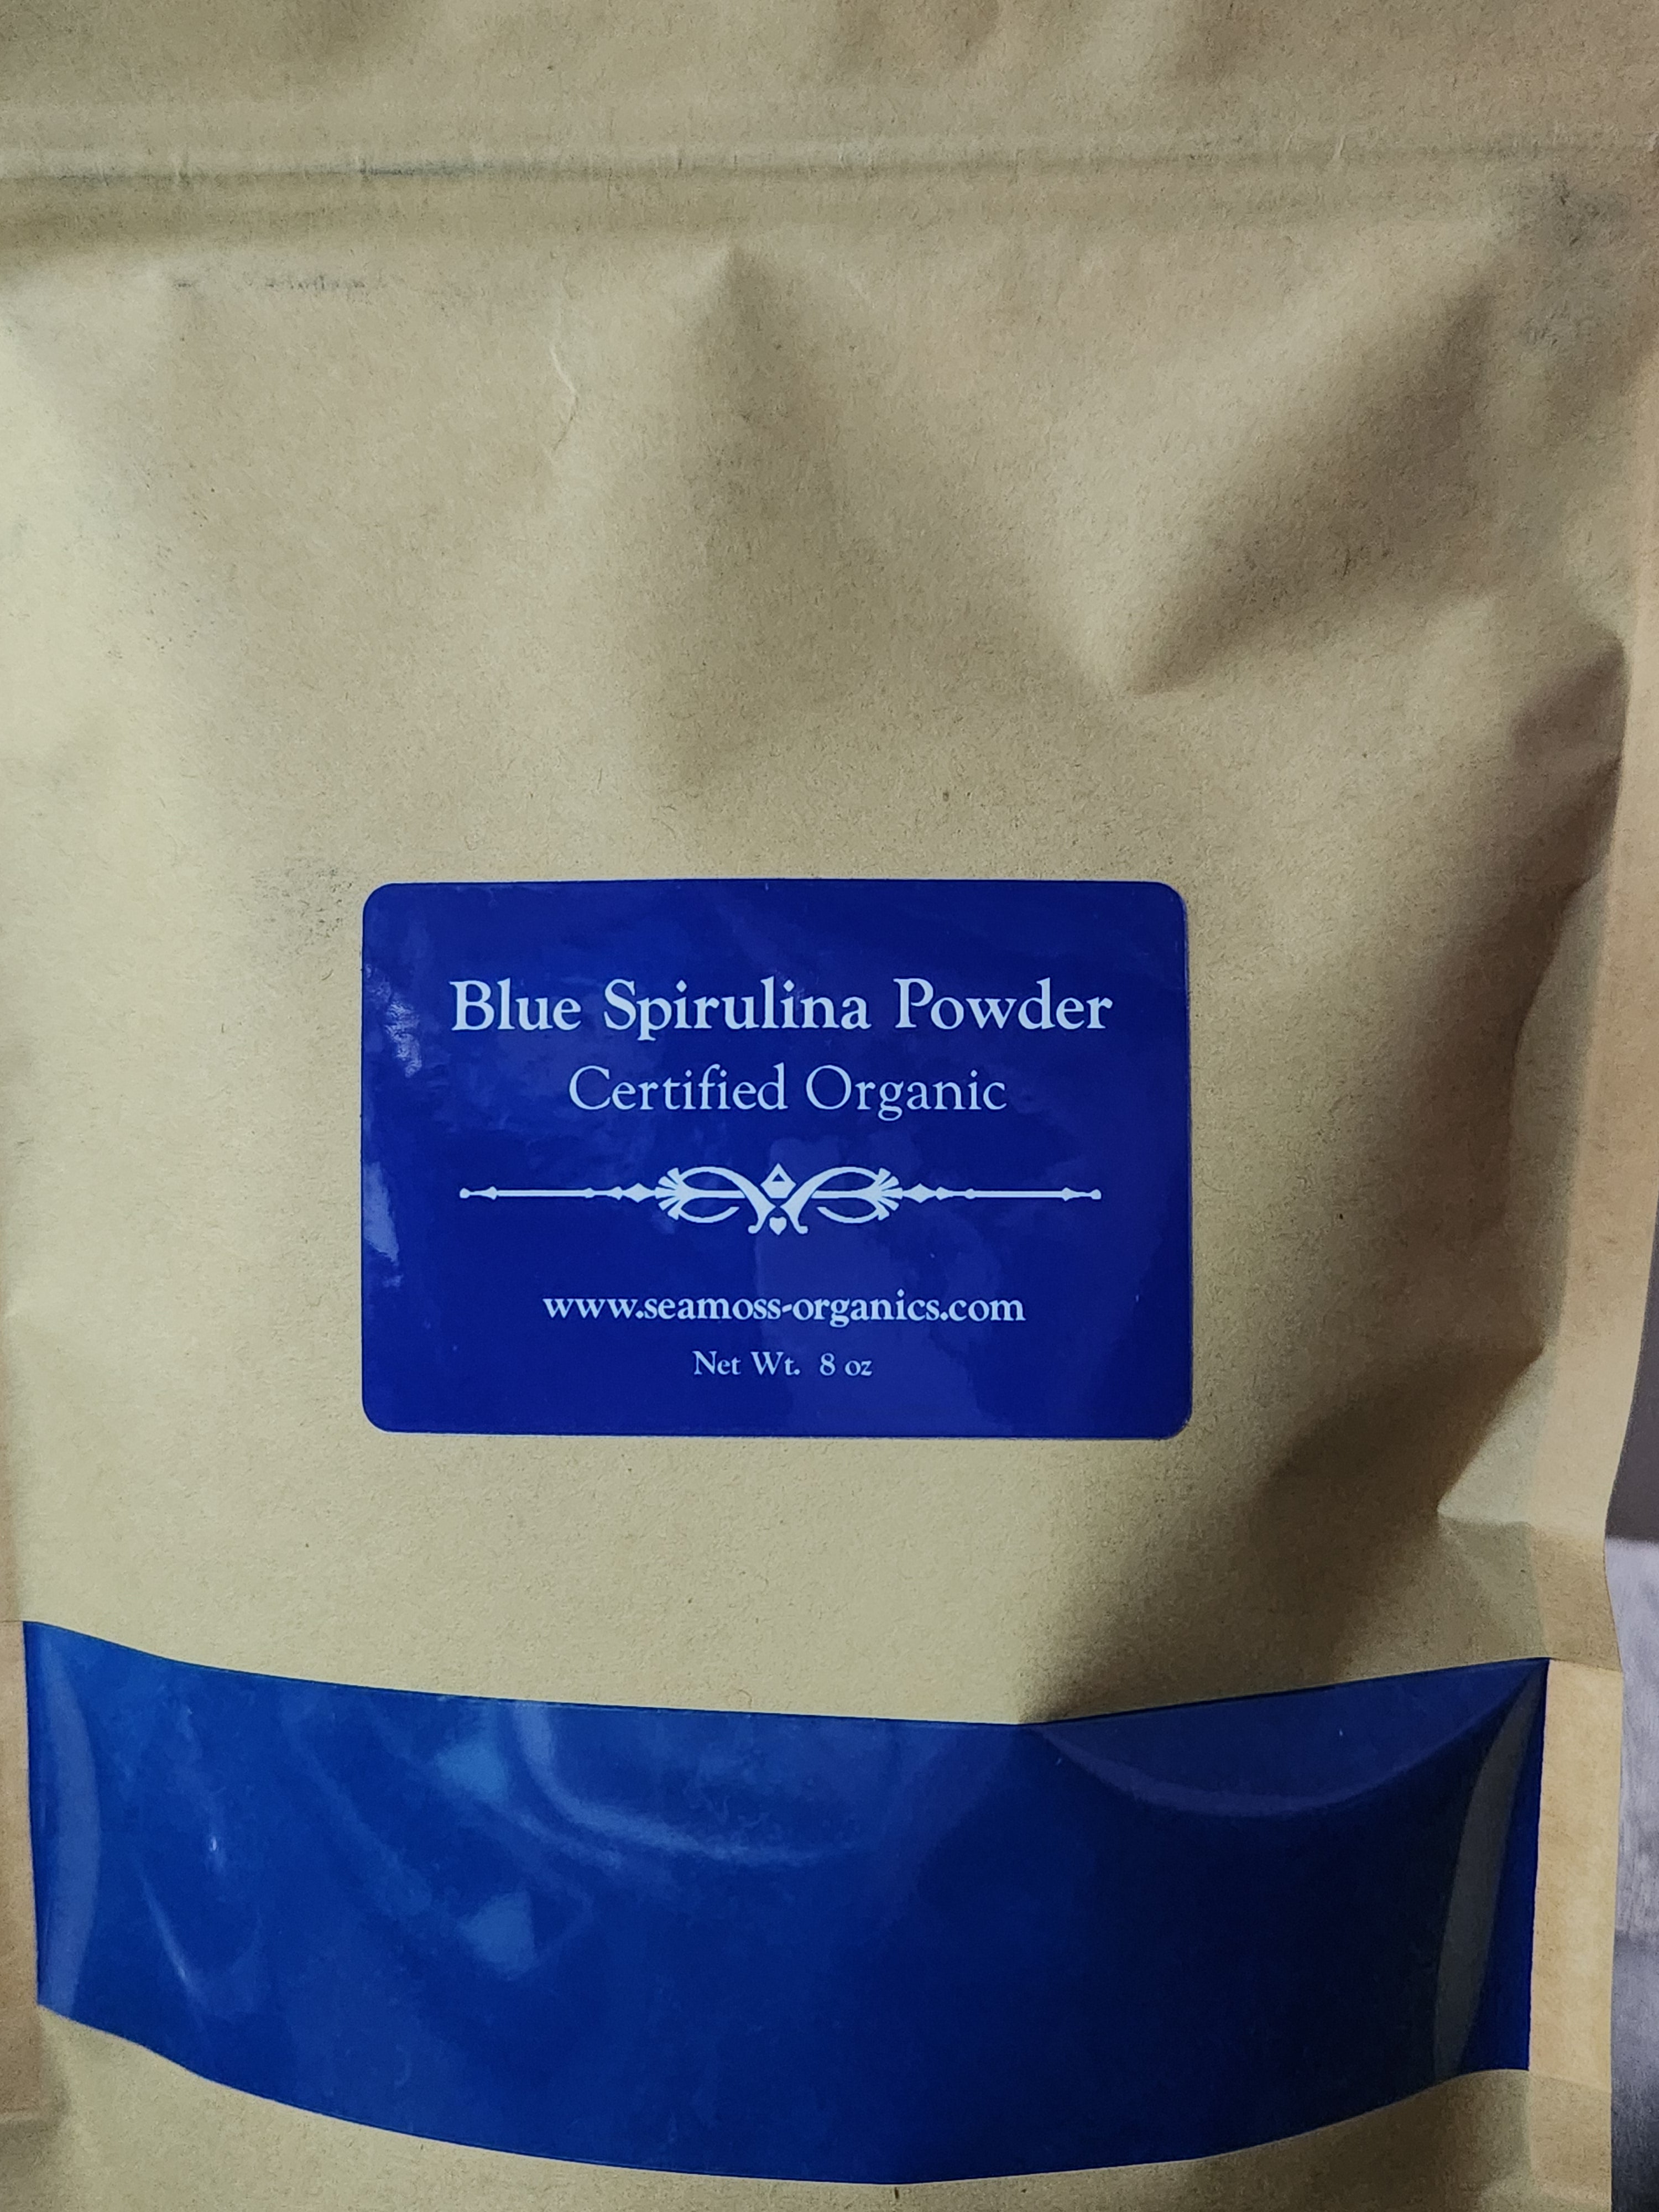 Blue Spirulina Powder
Certified Organic
www.seamoss-organics.com
Net Wt. 8 oz